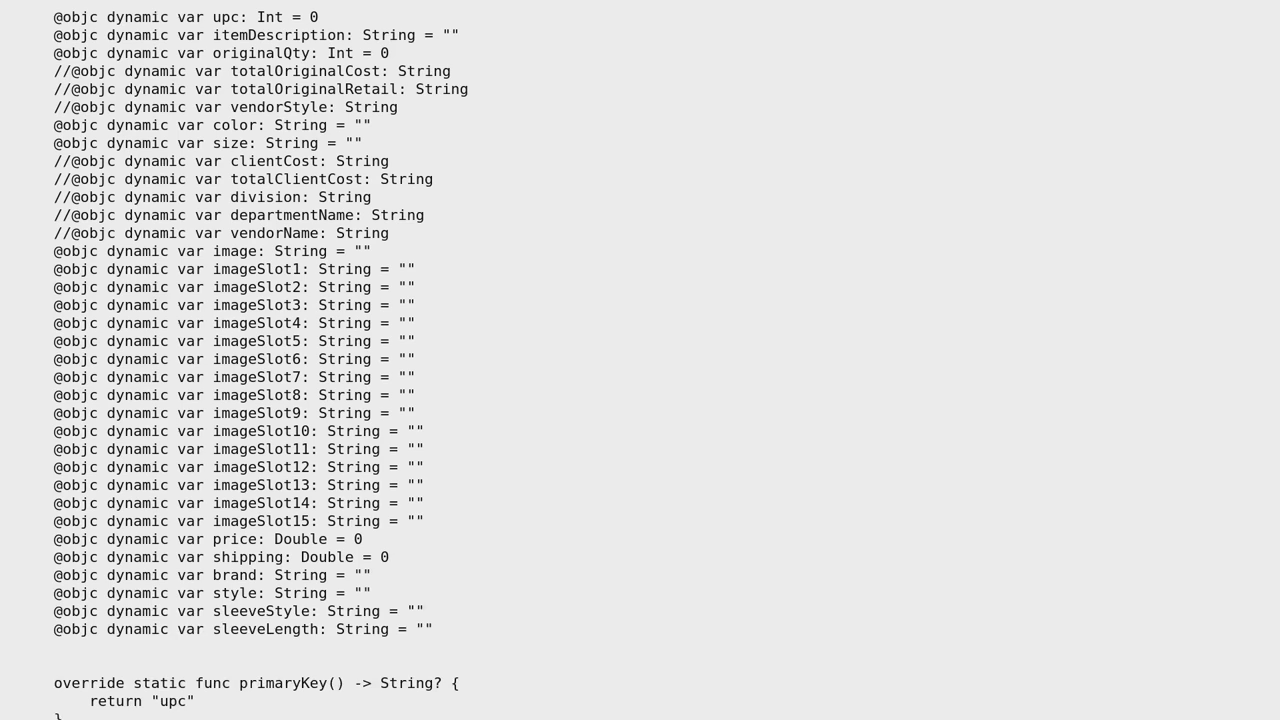 @objc dynamic var upc: Int = 0
@objc dynamic var itemDescription: String = ""
@objc dynamic var originalQty: Int = 0
//@objc dynamic var totalOriginalCost: String
//@objc dynamic var totalOriginalRetail: String
//@objc dynamic var vendorStyle: String
@objc dynamic var color: String = ""
@objc dynamic var size: String = ""
//@objc dynamic var clientCost: String
//@objc dynamic var totalClientCost: String
//@objc dynamic var division: String
//@objc dynamic var departmentName: String
//@objc dynamic var vendorName: String
@objc dynamic var image: String = ""
@objc dynamic var imageSlot1: String = ""
@objc dynamic var imageSlot2: String = ""
@objc dynamic var imageSlot3: String = ""
@objc dynamic var imageSlot4: String = ""
@objc dynamic var imageSlot5: String = ""
@objc dynamic var imageSlot6: String = ""
@objc dynamic var imageSlot7: String = ""
@objc dynamic var imageSlot8: String = ""
@objc dynamic var imageSlot9: String = ""
@objc dynamic var imageSlot10: String = ""
@objc dynamic var imageSlot11: String = ""
@objc dynamic var imageSlot12: String = ""
@objc dynamic var imageSlot13: String = ""
@objc dynamic var imageSlot14: String = ""
@objc dynamic var imageSlot15: String = ""
@objc dynamic var price: Double = 0
@objc dynamic var shipping: Double = 0
@objc dynamic var brand: String = ""
@objc dynamic var style: String = ""
@objc dynamic var sleeveStyle: String = ""
@objc dynamic var sleeveLength: String = ""
override static func primaryKey() -> String? {
return "upc"
}